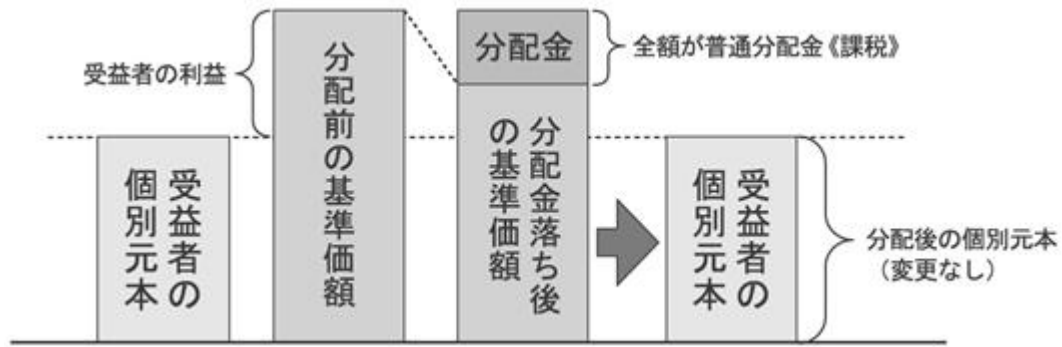 受益者の利益
受益者の
個別元本
分配前の基準価額
分配金
全額が普通分配金《課税》
分配金落ち後
の基準価額
受益者の
個別元本
分配後の個別元本
（変更なし）